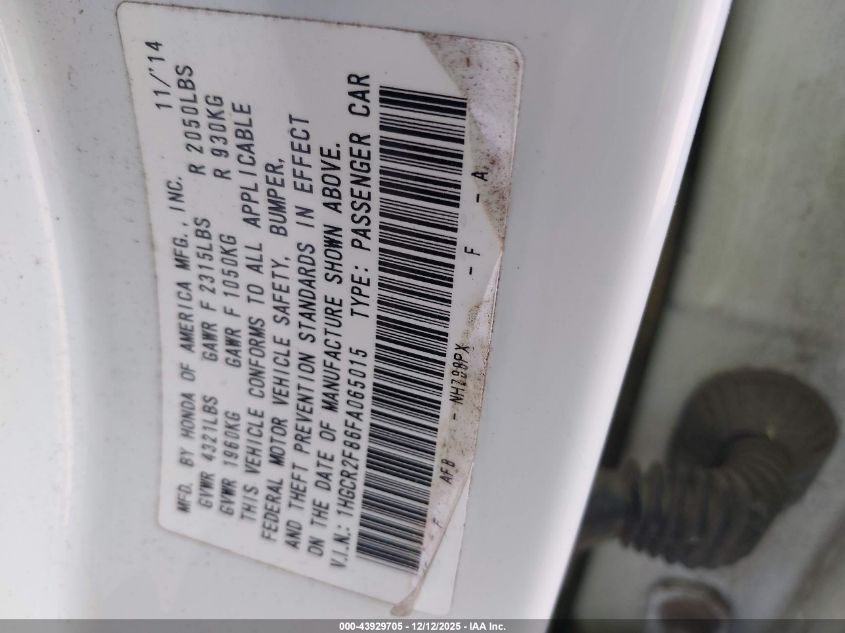 MFD. BY HONDA OF AMERICA MFG., INC. 11/'14
GVWR 4321LBS GAWR F 2315LBS R 2050LBS
GVWR 1960KG GAWR F 1050KG R 930KG
THIS VEHICLE CONFORMS TO ALL APPLICABLE
FEDERAL MOTOR VEHICLE SAFETY, BUMPER,
AND THEFT PREVENTION STANDARDS IN EFFECT
ON THE DATE OF MANUFACTURE SHOWN ABOVE.
V.I.N.: 1HGCR2F86FA065015 TYPE: PASSENGER CAR
F AFB - NH788PX - F - A
000-43929705 - 12/12/2025 - IAA Inc.